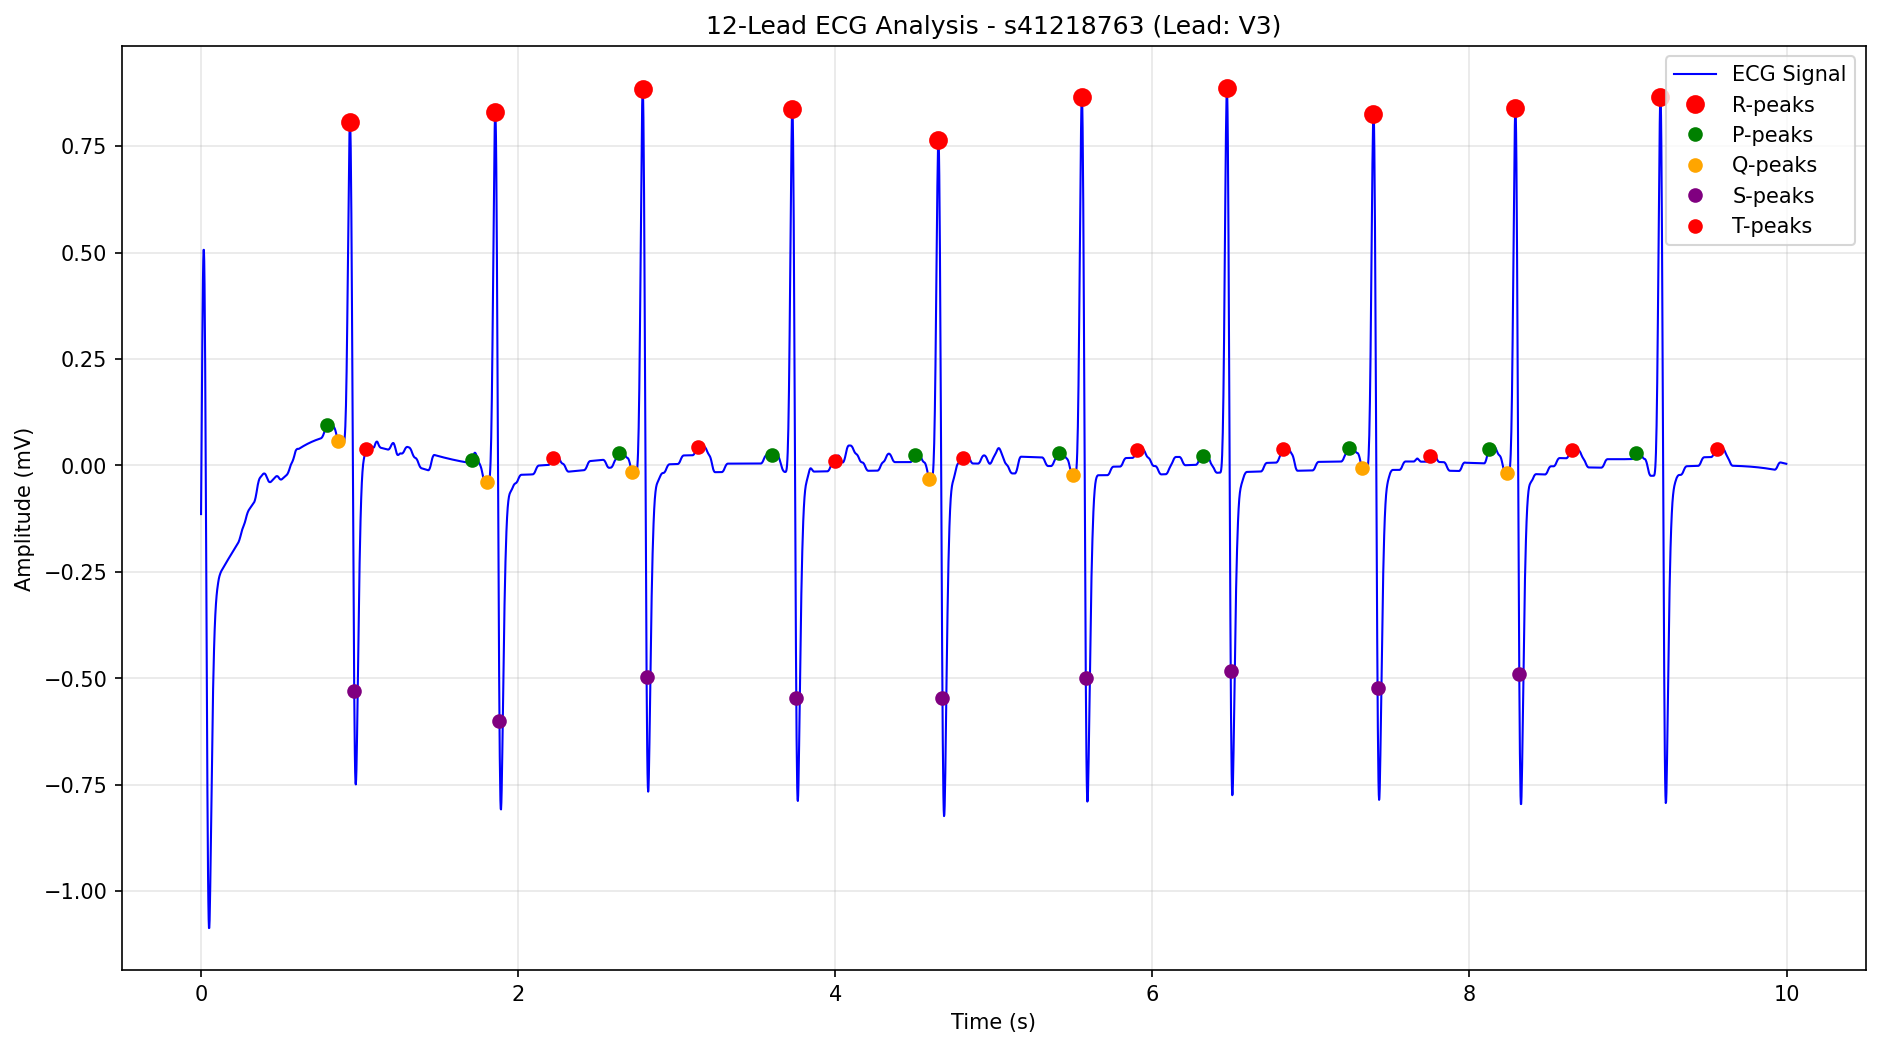 12-Lead ECG Analysis - s41218763 (Lead: V3)
ECG Signal
R-peaks
P-peaks
Q-peaks
S-peaks
T-peaks
Amplitude (mV)
0.75
0.50
0.25
0.00
−0.25
−0.50
−0.75
−1.00
0
2
4
6
8
10
Time (s)